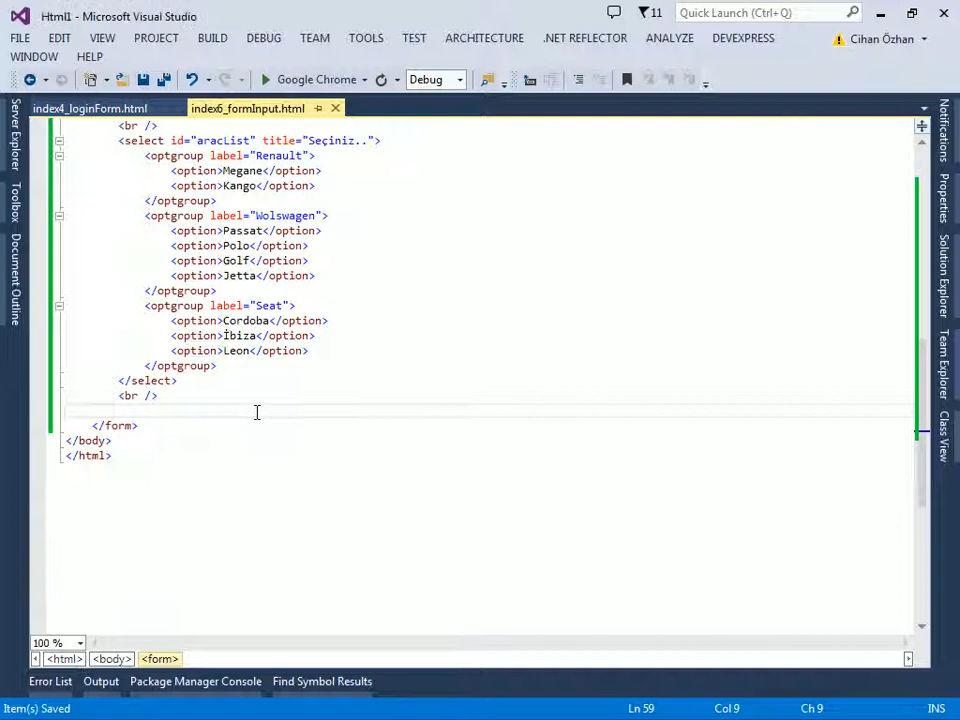 Html1 - Microsoft Visual Studio
11
Quick Launch (Ctrl+Q)
FILE EDIT VIEW PROJECT BUILD DEBUG TEAM TOOLS TEST ARCHITECTURE .NET REFLECTOR ANALYZE DEVEXPRESS
Cihan Özhan
WINDOW HELP
Google Chrome
Debug
index4_loginForm.html
index6_formInput.html
Server Explorer
Toolbox
Document Outline
<br />
<select id="aracList" title="Seçiniz..">
<optgroup label="Renault">
<option>Megane</option>
<option>Kango</option>
</optgroup>
<optgroup label="Wolswagen">
<option>Passat</option>
<option>Polo</option>
<option>Golf</option>
<option>Jetta</option>
</optgroup>
<optgroup label="Seat">
<option>Cordoba</option>
<option>İbiza</option>
<option>Leon</option>
</optgroup>
</select>
<br />
</form>
</body>
</html>
Notifications
Properties
Solution Explorer
Team Explorer
Class View
100 %
<html> <body> <form>
Error List Output Package Manager Console Find Symbol Results
Item(s) Saved
Ln 59
Col 9
Ch 9
INS